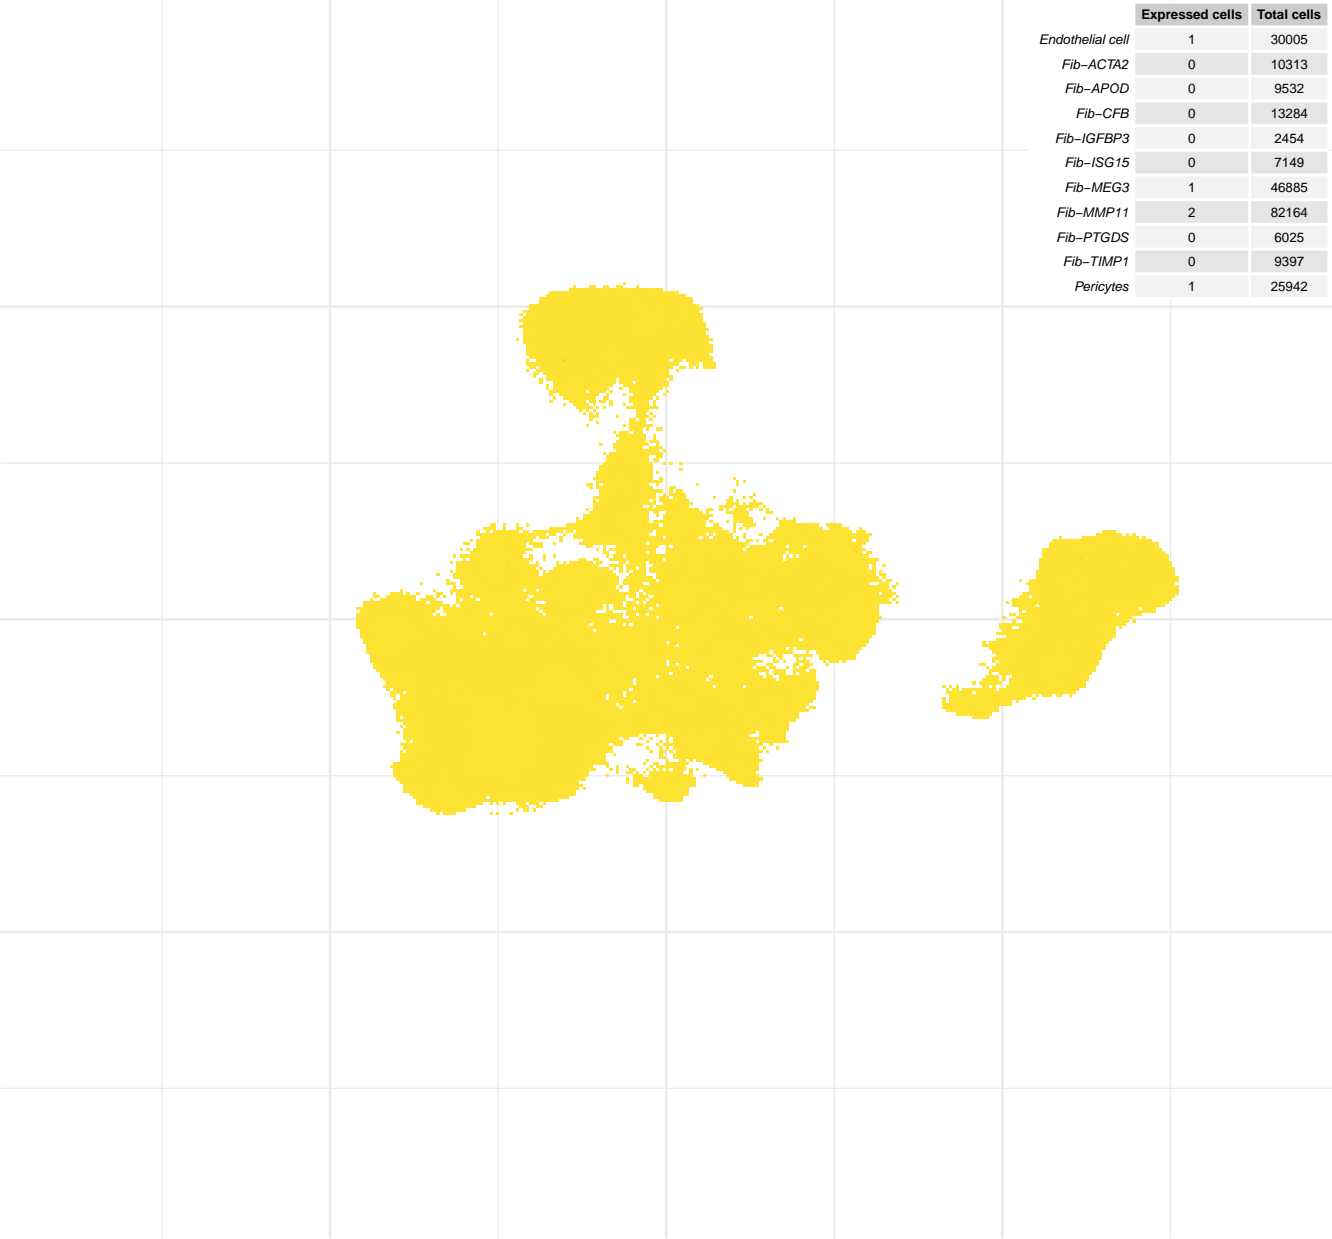 Expressed cells Total cells
Endothelial cell 1 30005
Fib−ACTA2 0 10313
Fib−APOD 0 9532
Fib−CFB 0 13284
Fib−IGFBP3 0 2454
Fib−ISG15 0 7149
Fib−MEG3 1 46885
Fib−MMP11 2 82164
Fib−PTGDS 0 6025
Fib−TIMP1 0 9397
Pericytes 1 25942